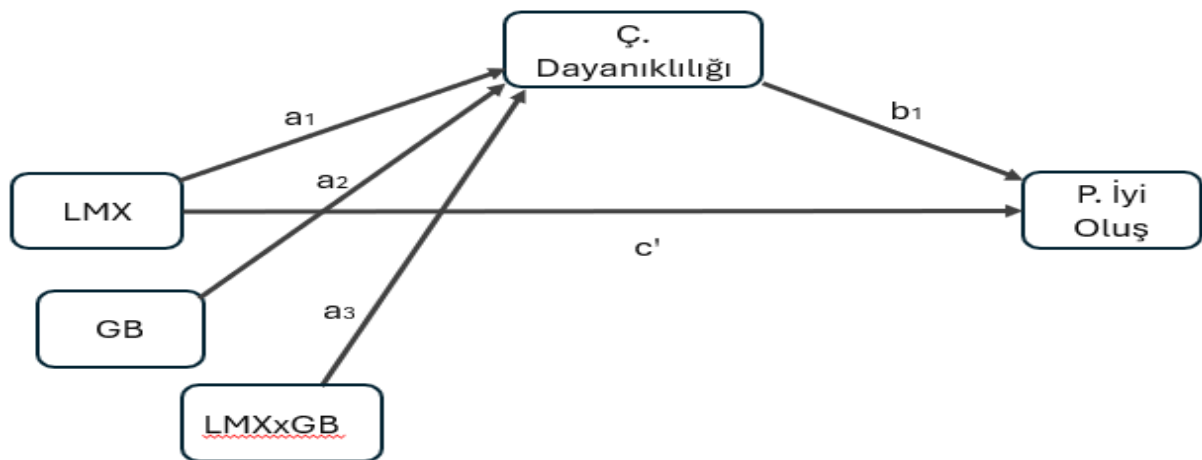 Ç.
Dayanıklılığı
a₁
b₁
a₂
LMX
P. İyi
Oluş
c'
GB
a₃
LMXxGB